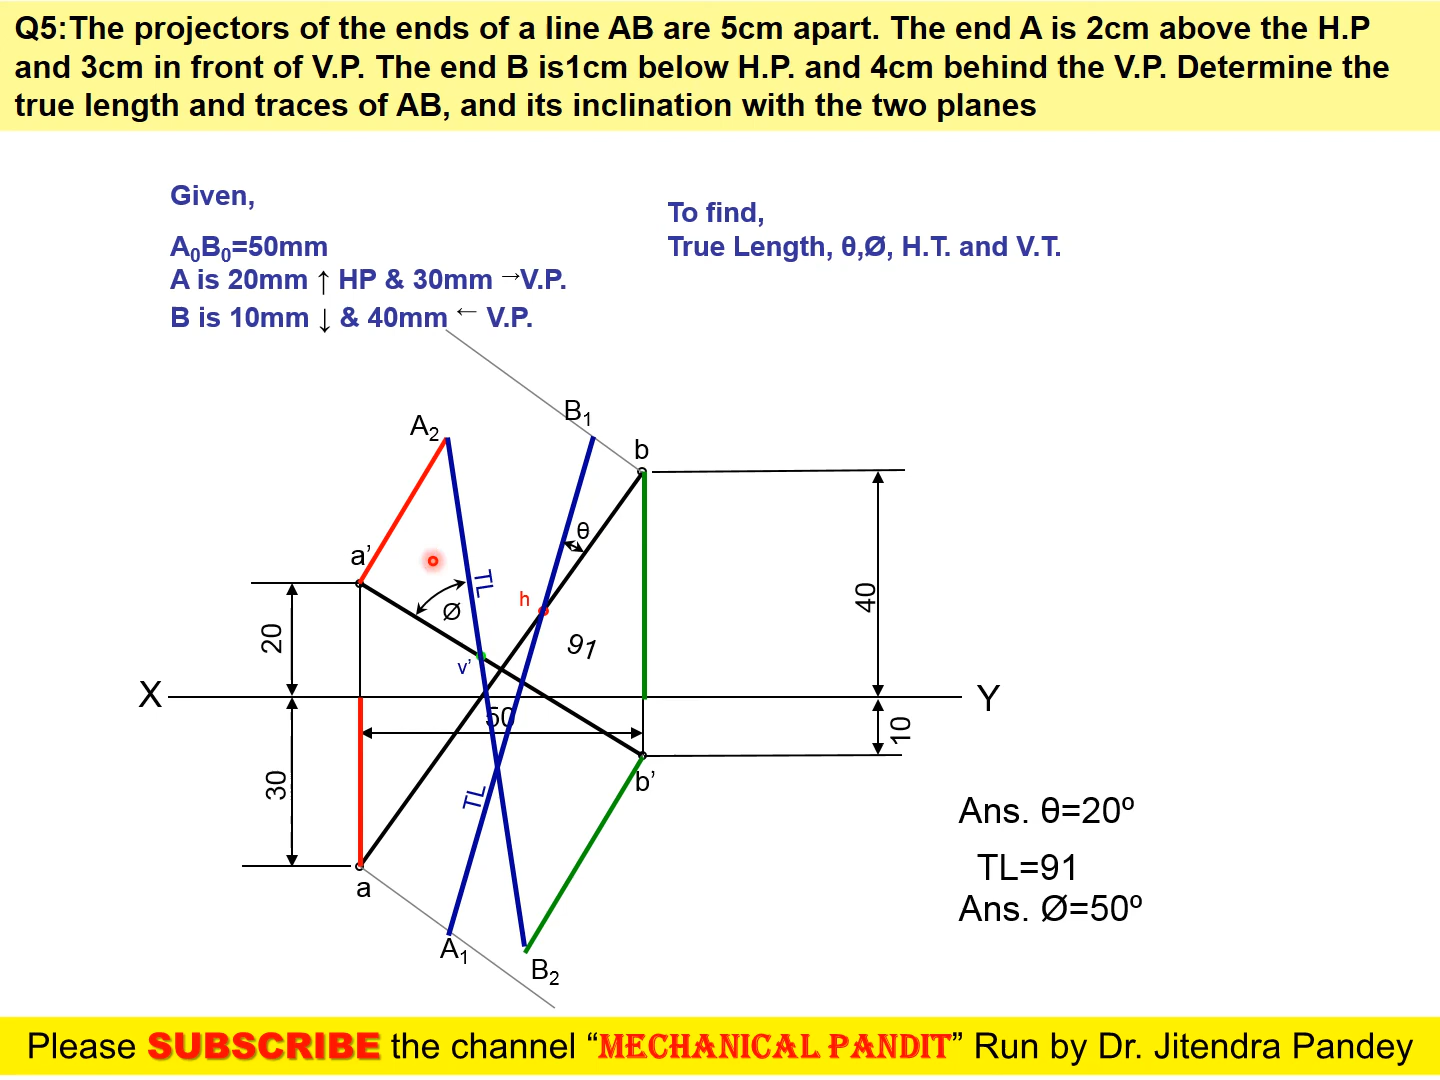 Q5:The projectors of the ends of a line AB are 5cm apart. The end A is 2cm above the H.P
and 3cm in front of V.P. The end B is1cm below H.P. and 4cm behind the V.P. Determine the
true length and traces of AB, and its inclination with the two planes
Given,
To find,
A₀B₀=50mm
True Length, θ,Ø, H.T. and V.T.
A is 20mm ↑ HP & 30mm →V.P.
B is 10mm ↓ & 40mm ← V.P.
B₁
A₂
b
θ
a’
TL
h
Ø
40
20
91
v’
X
Y
50
10
30
b’
TL
a
A₁
B₂
Ans. θ=20º
TL=91
Ans. Ø=50º
Please SUBSCRIBE the channel “MECHANICAL PANDIT” Run by Dr. Jitendra Pandey